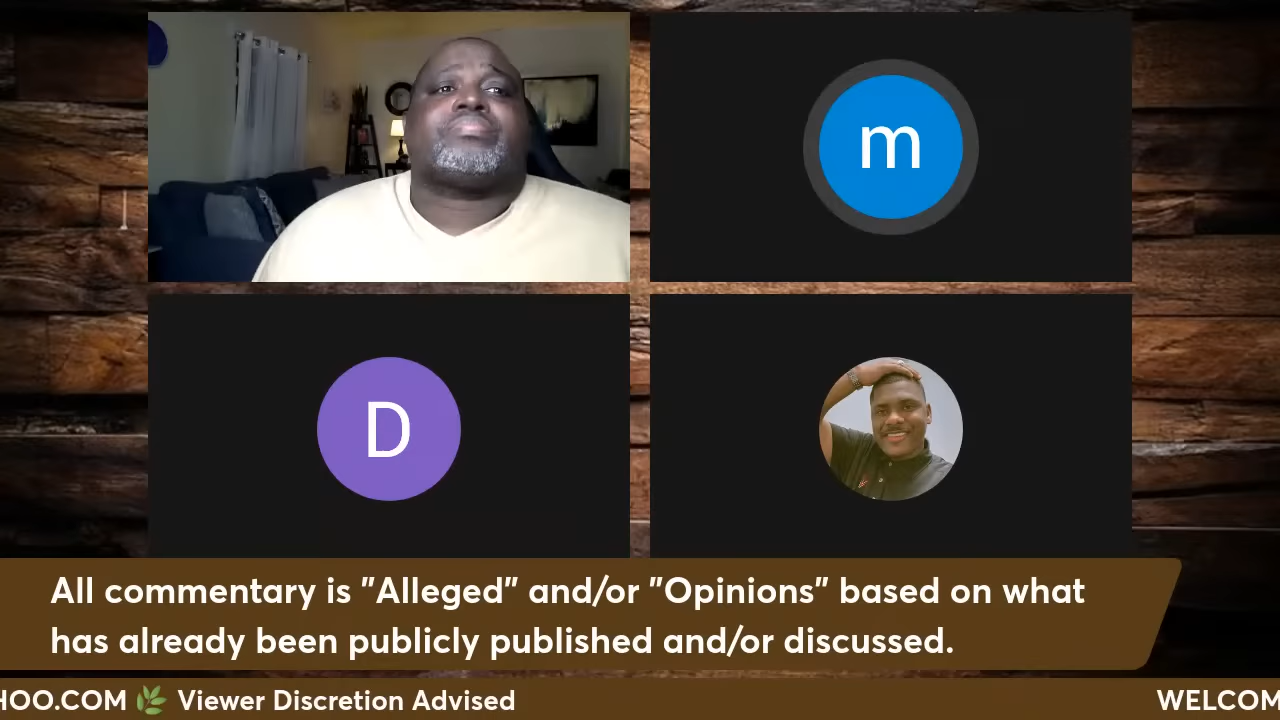 m
D
All commentary is "Alleged" and/or "Opinions" based on what
has already been publicly published and/or discussed.
HOO.COM 🌿 Viewer Discretion Advised WELCOM